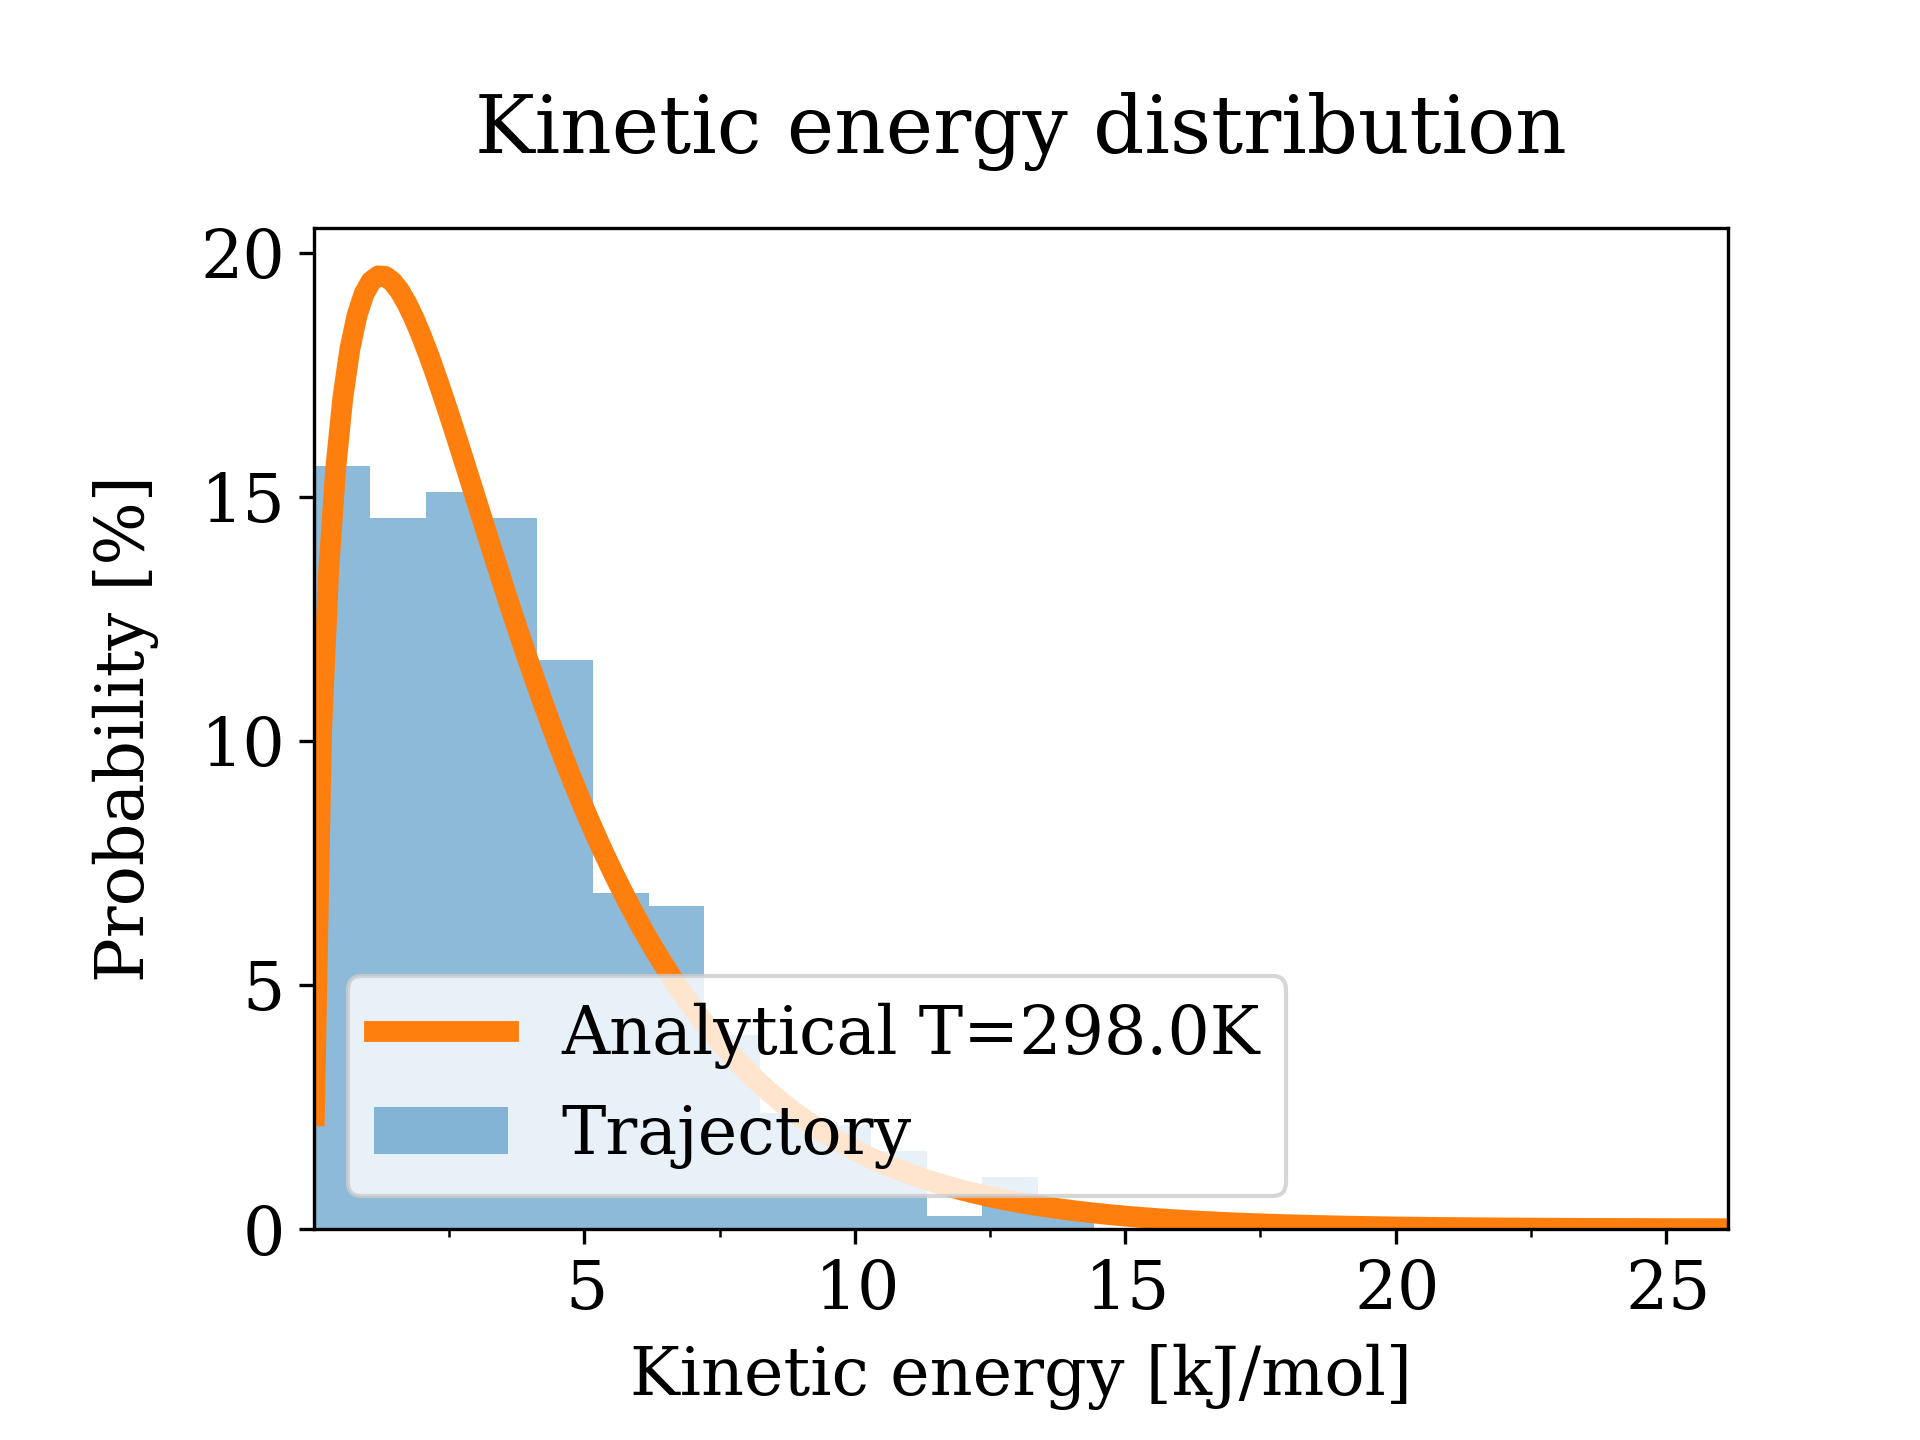 Kinetic energy distribution
Probability [%]
20
15
10
5
0
Analytical T=298.0K
Trajectory
5 10 15 20 25
Kinetic energy [kJ/mol]